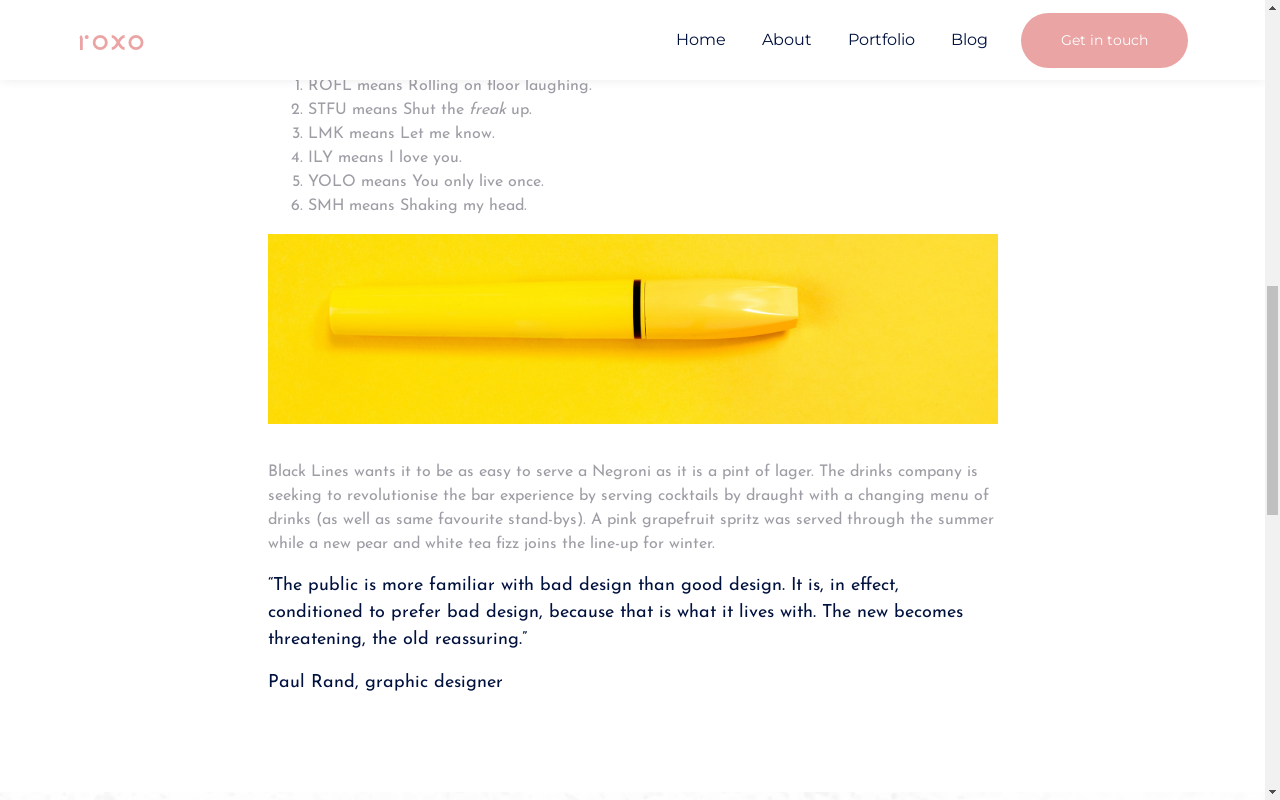 roxo
Home About Portfolio Blog Get in touch
1. ROFL means Rolling on floor laughing.
2. STFU means Shut the freak up.
3. LMK means Let me know.
4. ILY means I love you.
5. YOLO means You only live once.
6. SMH means Shaking my head.
Black Lines wants it to be as easy to serve a Negroni as it is a pint of lager. The drinks company is
seeking to revolutionise the bar experience by serving cocktails by draught with a changing menu of
drinks (as well as same favourite stand-bys). A pink grapefruit spritz was served through the summer
while a new pear and white tea fizz joins the line-up for winter.
“The public is more familiar with bad design than good design. It is, in effect,
conditioned to prefer bad design, because that is what it lives with. The new becomes
threatening, the old reassuring.”
Paul Rand, graphic designer